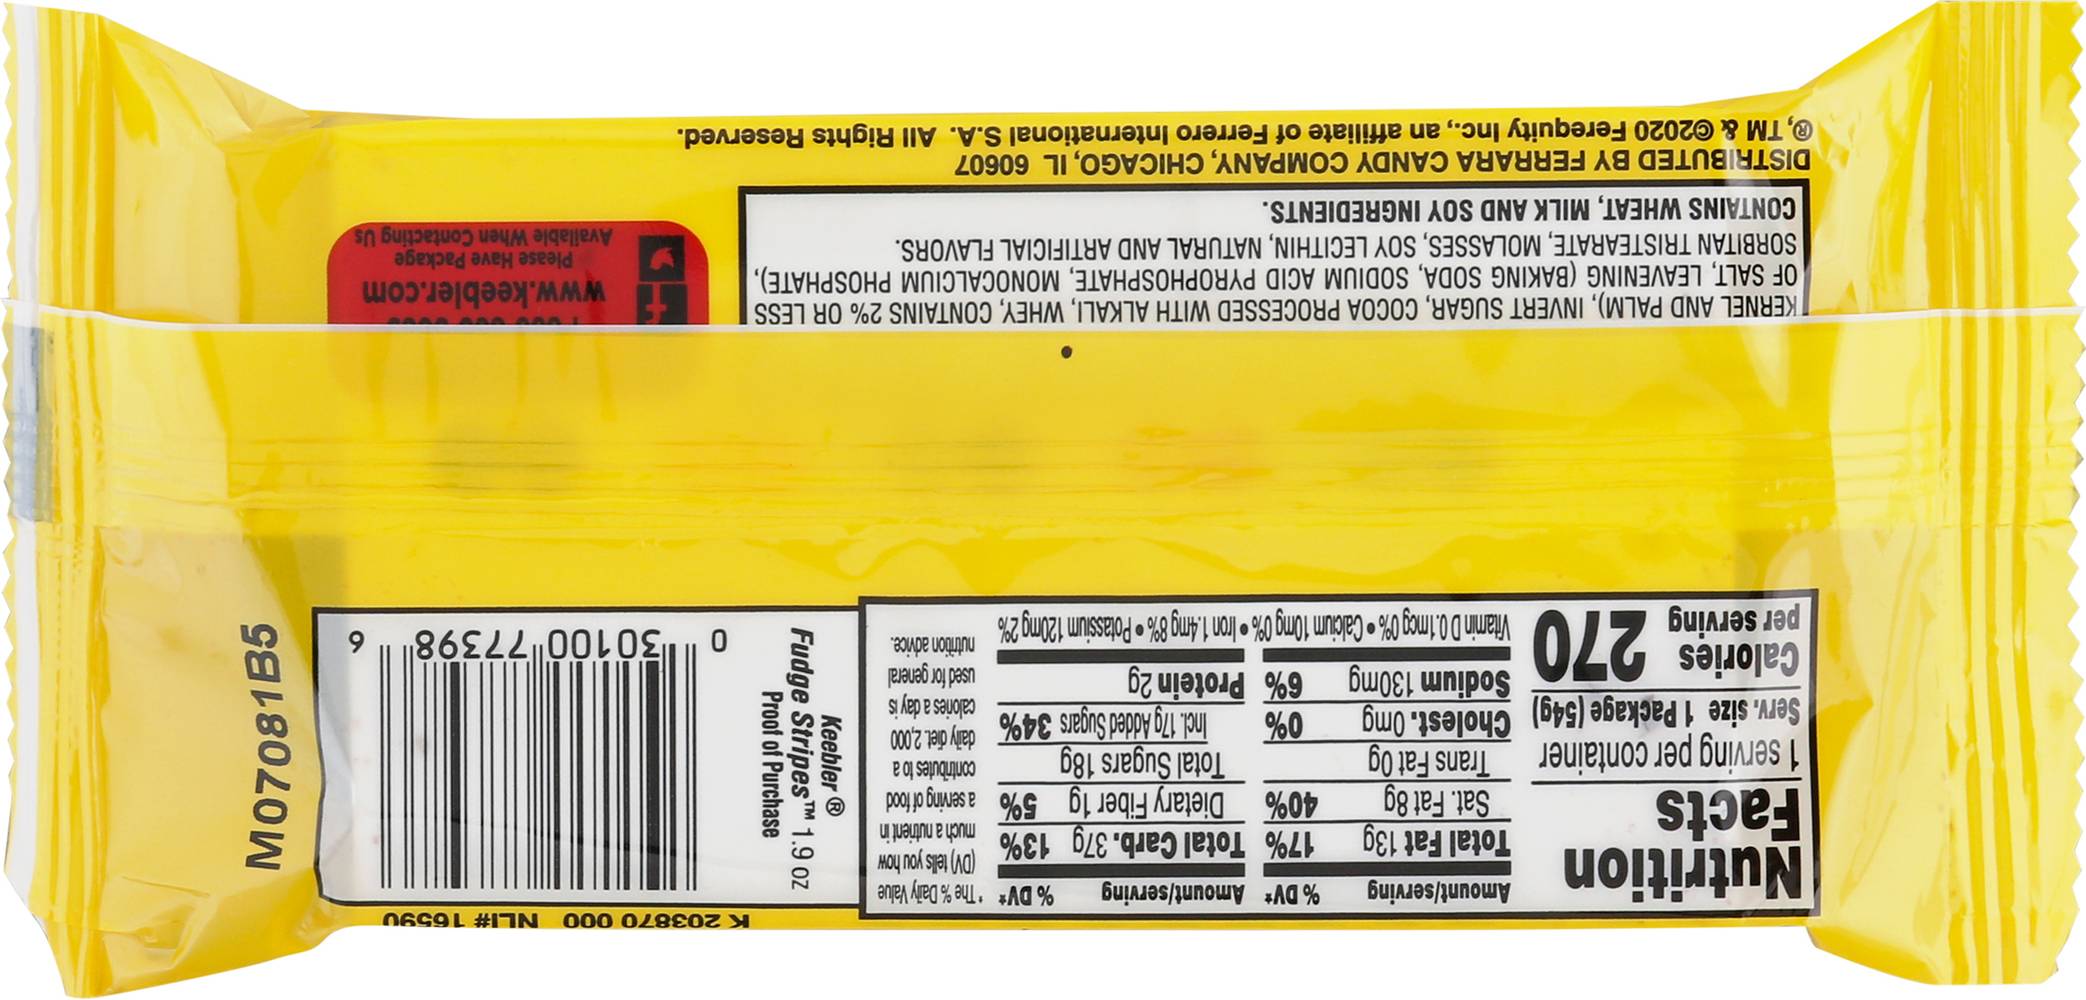 K 203870 000 NLI# 16590
Nutrition
Facts
1 serving per container
Serv. size 1 Package (54g)
Calories
per serving
270
Amount/serving % DV*
Total Fat 13g 17%
Sat. Fat 8g 40%
Trans Fat 0g
Cholest. 0mg 0%
Sodium 130mg 6%
Amount/serving % DV*
Total Carb. 37g 13%
Dietary Fiber 1g 5%
Total Sugars 18g
Incl. 17g Added Sugars 34%
Protein 2g
Vitamin D 0.1mcg 0% • Calcium 10mg 0% • Iron 1.4mg 8% • Potassium 120mg 2%
* The % Daily Value
(DV) tells you how
much a nutrient in
a serving of food
contributes to a
daily diet. 2,000
calories a day is
used for general
nutrition advice.
Keebler®
Fudge Stripes™ 1.9 oz
Proof of Purchase
0 30100 77398 6
M07081B5
KERNEL AND PALM), INVERT SUGAR, COCOA PROCESSED WITH ALKALI, WHEY, CONTAINS 2% OR LESS
OF SALT, LEAVENING (BAKING SODA, SODIUM ACID PYROPHOSPHATE, MONOCALCIUM PHOSPHATE),
SORBITAN TRISTEARATE, MOLASSES, SOY LECITHIN, NATURAL AND ARTIFICIAL FLAVORS.
CONTAINS WHEAT, MILK AND SOY INGREDIENTS.
www.keebler.com
Please Have Package
Available When Contacting Us
DISTRIBUTED BY FERRARA CANDY COMPANY, CHICAGO, IL 60607
®,TM & ©2020 Ferequity Inc., an affiliate of Ferrero International S.A. All Rights Reserved.